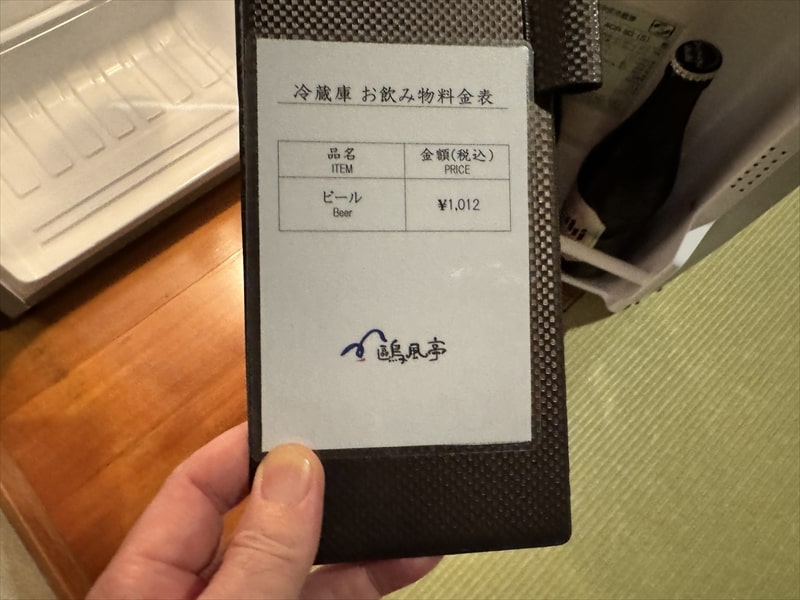 冷蔵庫 お飲み物料金表
品名
ITEM
金額(税込)
PRICE
ビール
Beer
¥1,012
鷗風亭